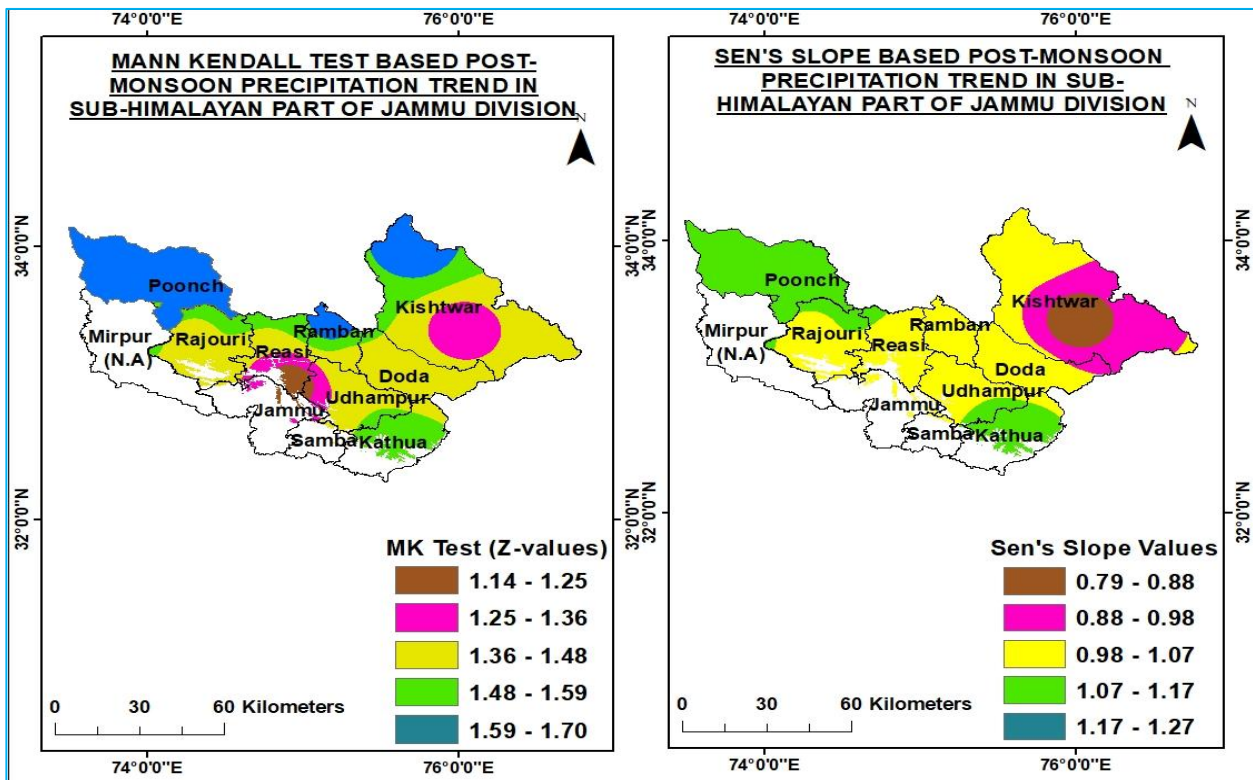 74°0'0"E
76°0'0"E
MANN KENDALL TEST BASED POST-
MONSOON PRECIPITATION TREND IN
SUB-HIMALAYAN PART OF JAMMU DIVISION
N
34°0'0"N
32°0'0"N
Poonch
Mirpur
(N.A)
Rajouri
Reasi
Ramban
Kishtwar
Doda
Udhampur
Jammu
Samba
Kathua
34°0'0"N
32°0'0"N
MK Test (Z-values)
1.14 - 1.25
1.25 - 1.36
1.36 - 1.48
1.48 - 1.59
1.59 - 1.70
0 30 60 Kilometers
74°0'0"E
76°0'0"E
74°0'0"E
76°0'0"E
SEN'S SLOPE BASED POST-MONSOON
PRECIPITATION TREND IN SUB-
HIMALAYAN PART OF JAMMU DIVISION
N
34°0'0"N
32°0'0"N
Poonch
Mirpur
(N.A)
Rajouri
Reasi
Ramban
Kishtwar
Doda
Udhampur
Jammu
Samba
Kathua
34°0'0"N
32°0'0"N
Sen's Slope Values
0.79 - 0.88
0.88 - 0.98
0.98 - 1.07
1.07 - 1.17
1.17 - 1.27
0 30 60 Kilometers
74°0'0"E
76°0'0"E